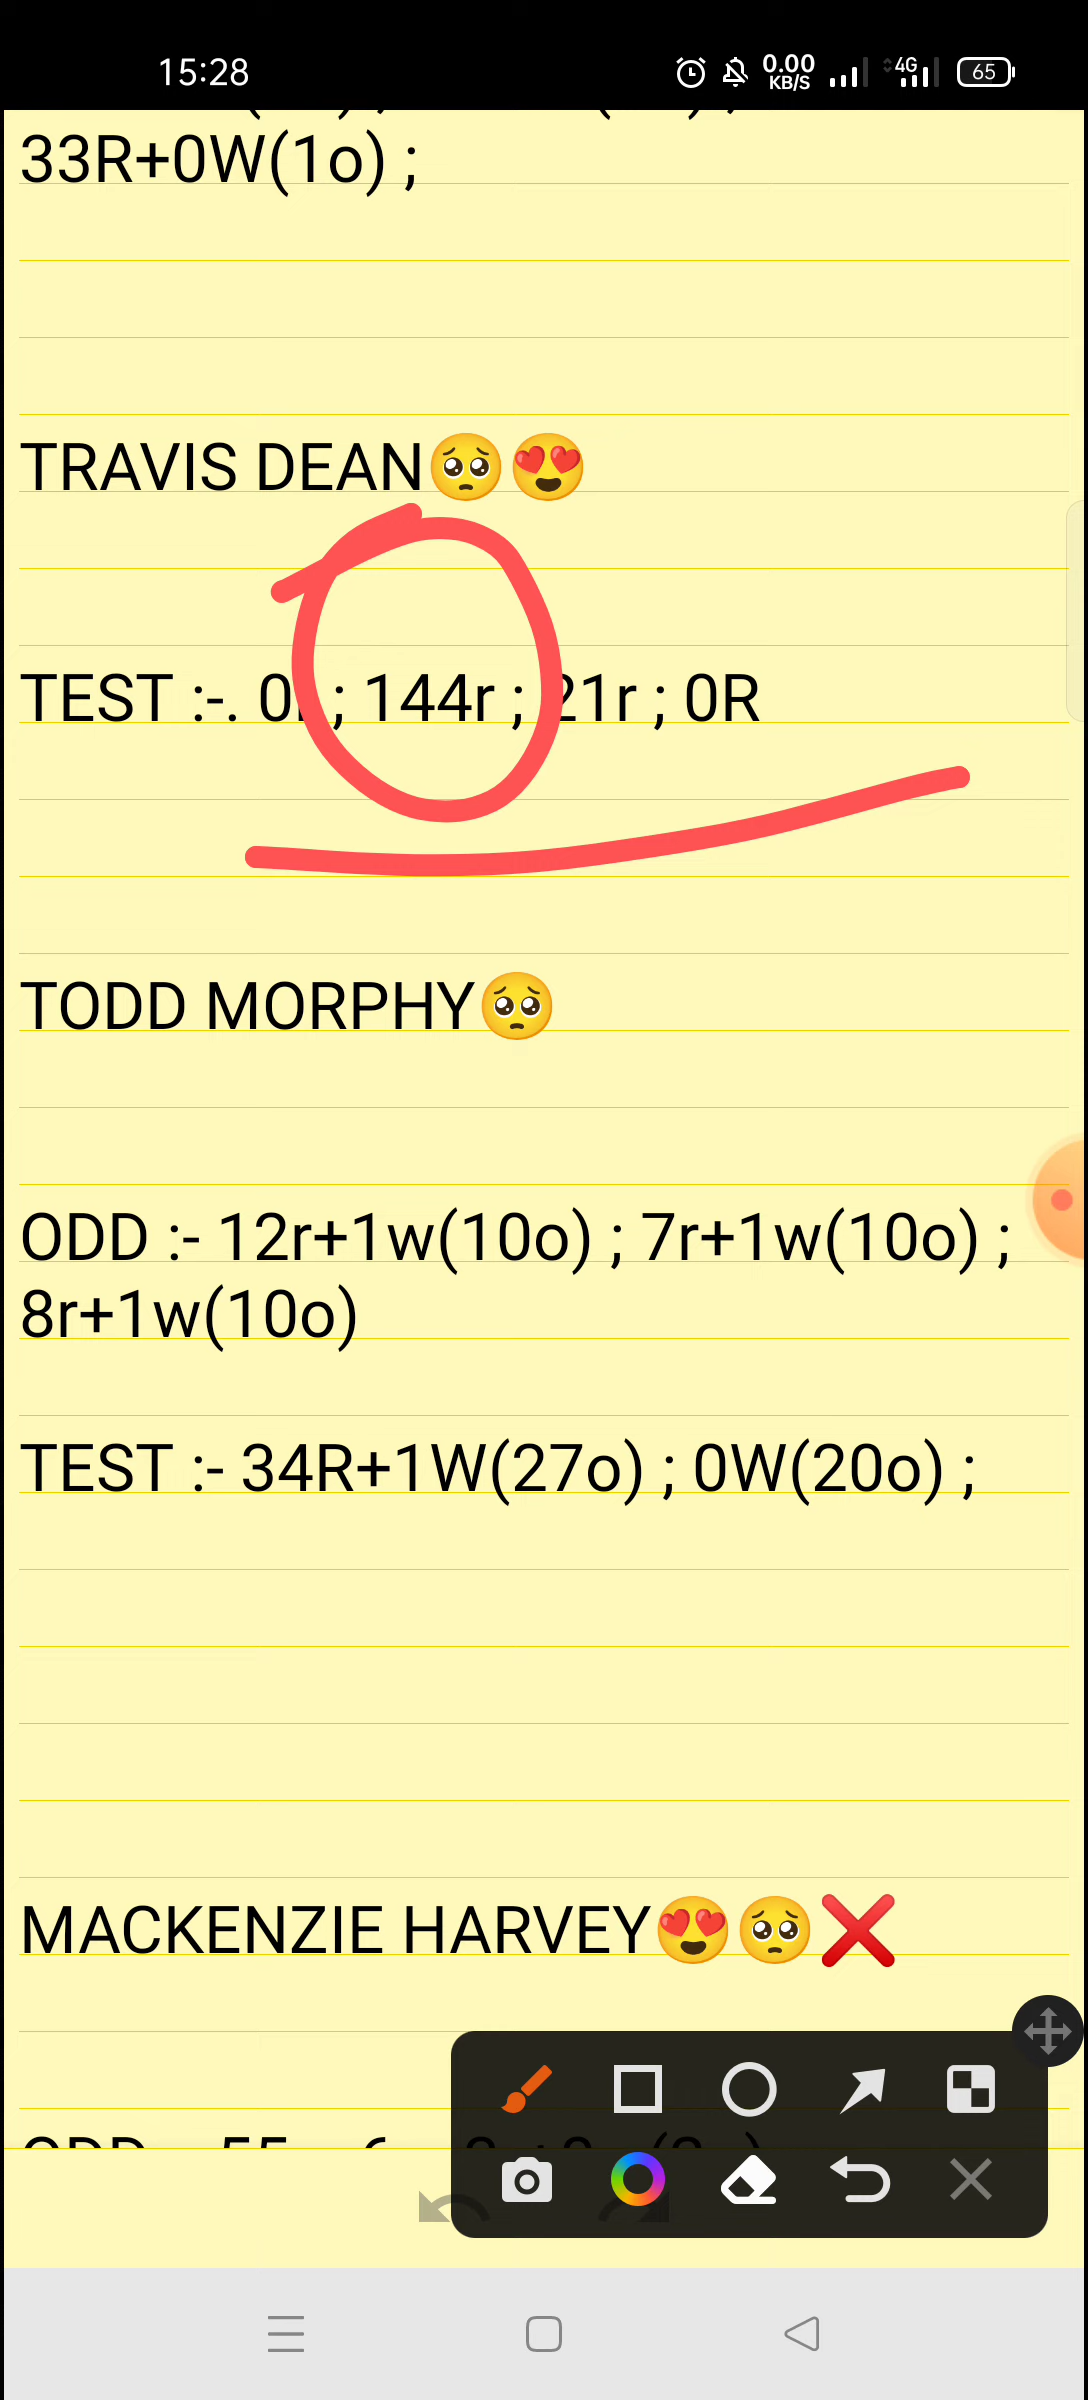 15:28
0.00
KB/S
4G
65
33R+0W(1o) ;
TRAVIS DEAN🥺😍
TEST :-. 0 ; 144r ; 21r ; 0R
TODD MORPHY🥺
ODD :- 12r+1w(10o) ; 7r+1w(10o) ;
8r+1w(10o)
TEST :- 34R+1W(27o) ; 0W(20o) ;
MACKENZIE HARVEY😍🥺❌